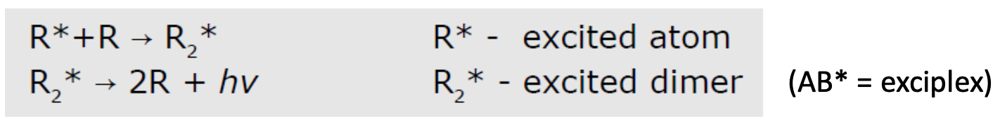 R*+R → R₂*    R* - excited atom
R₂* → 2R + hν    R₂* - excited dimer    (AB* = exciplex)